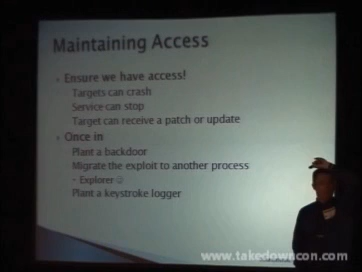 Maintaining Access
Ensure we have access!
Targets can crash
Service can stop
Target can receive a patch or update
Once in
Plant a backdoor
Migrate the exploit to another process
- Explorer ☺
Plant a keystroke logger
www.takedowncon.com